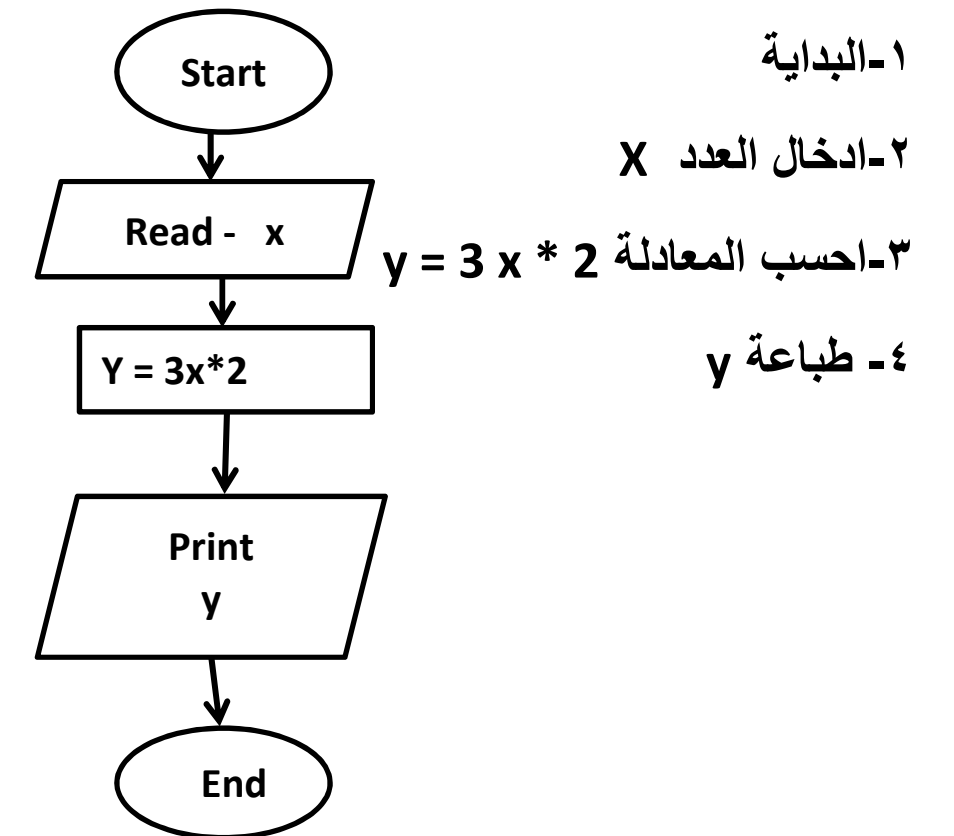 ١-البداية
٢-ادخال العدد X
٣-احسب المعادلة y = 3 x * 2
٤- طباعة y
Start
Read - x
Y = 3x*2
Print
y
End